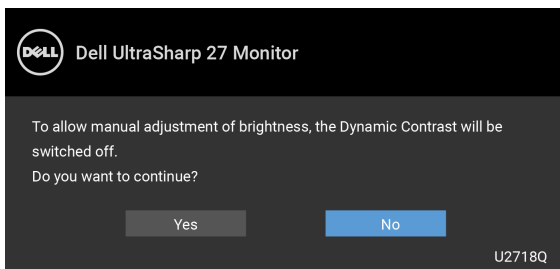 DELL
Dell UltraSharp 27 Monitor
To allow manual adjustment of brightness, the Dynamic Contrast will be
switched off.
Do you want to continue?
Yes
No
U2718Q